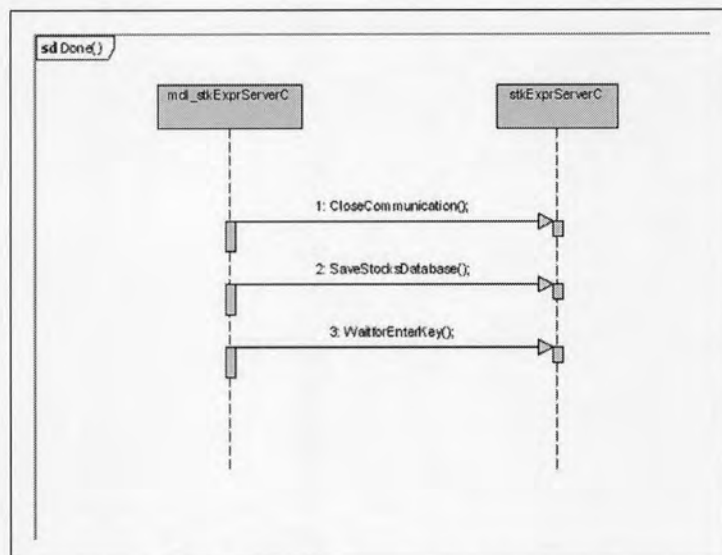 sd Done()
mdl_stkExprServerC
stkExprServerC
1: CloseCommunication();
2: SaveStocksDatabase();
3: WaitforEnterKey();